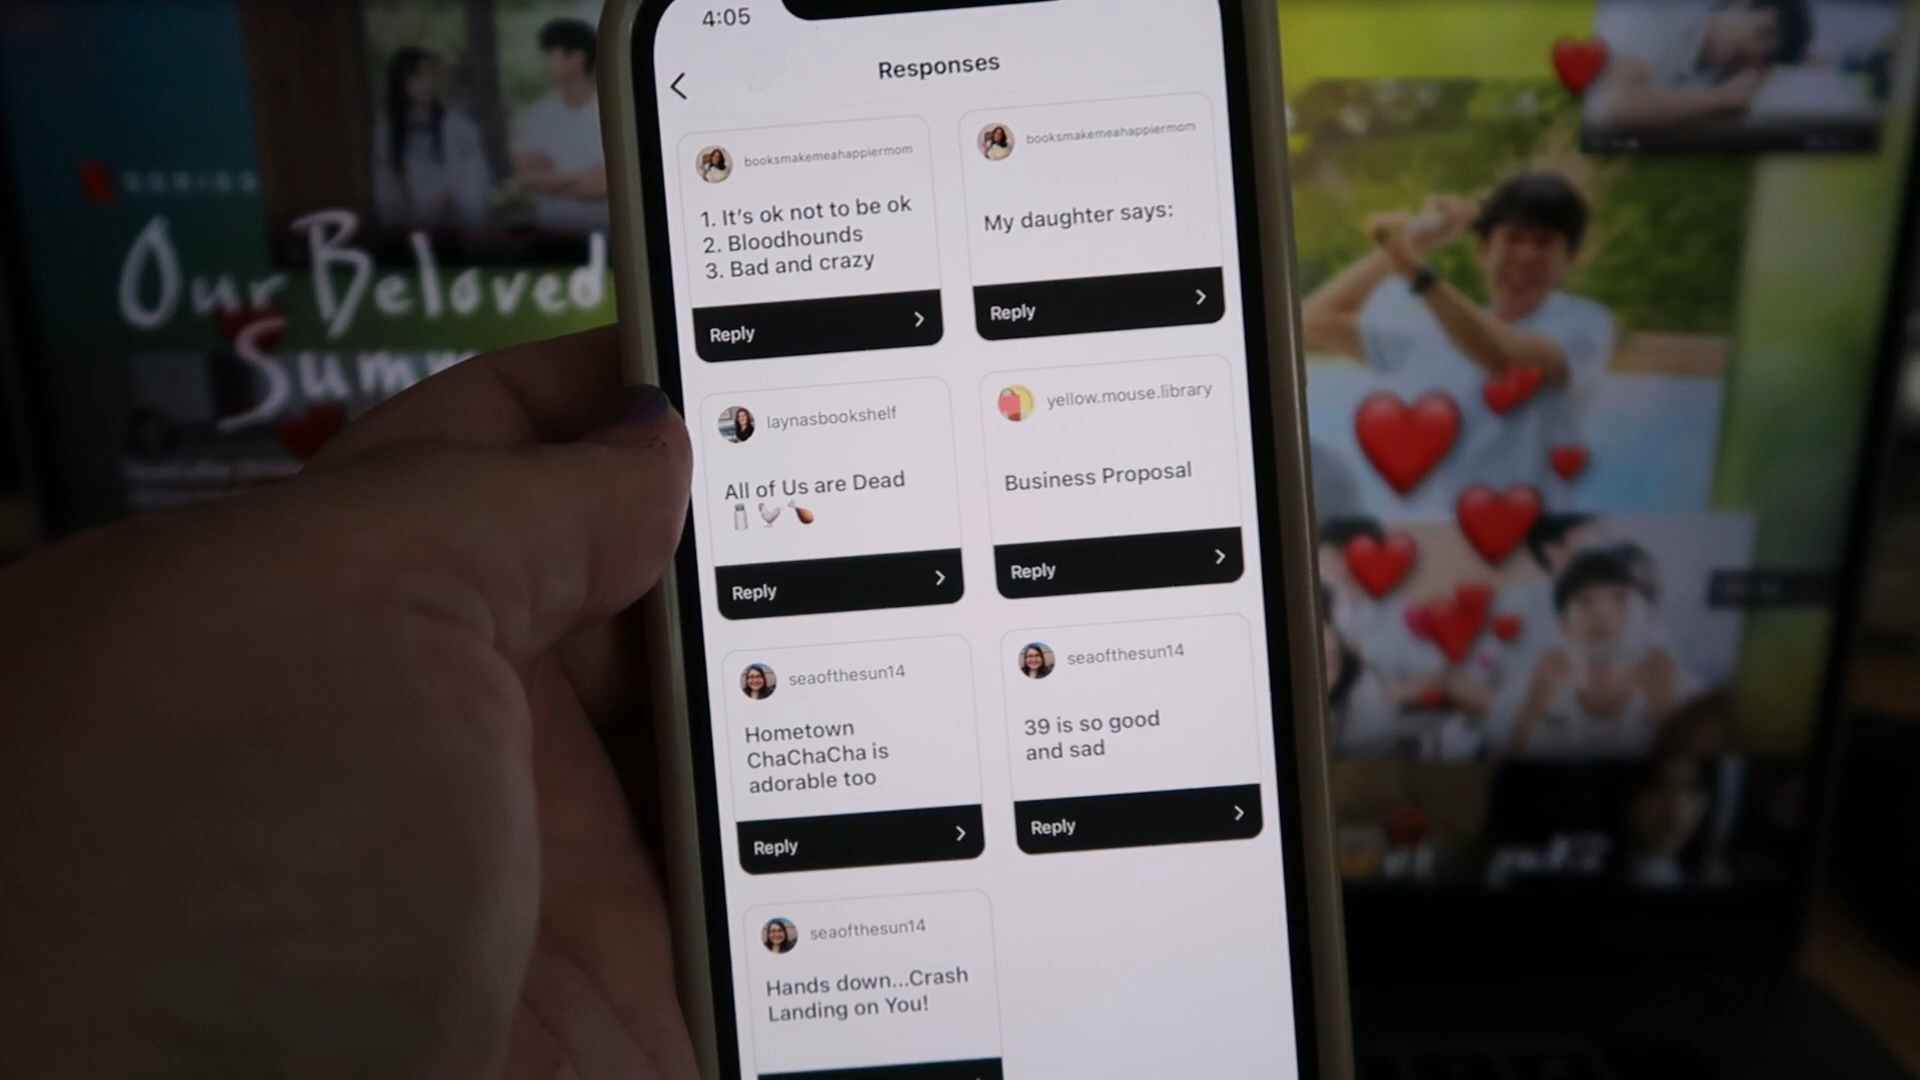 4:05
Responses
booksmakemeahappiermom
1. It's ok not to be ok
2. Bloodhounds
3. Bad and crazy
Reply
booksmakemeahappiermom
My daughter says:
Reply
laynasbookshelf
All of Us are Dead
🧂🐓🍗
Reply
yellow.mouse.library
Business Proposal
Reply
seaofthesun14
Hometown
ChaChaCha is
adorable too
Reply
seaofthesun14
39 is so good
and sad
Reply
seaofthesun14
Hands down...Crash
Landing on You!
SERIES
Our Beloved